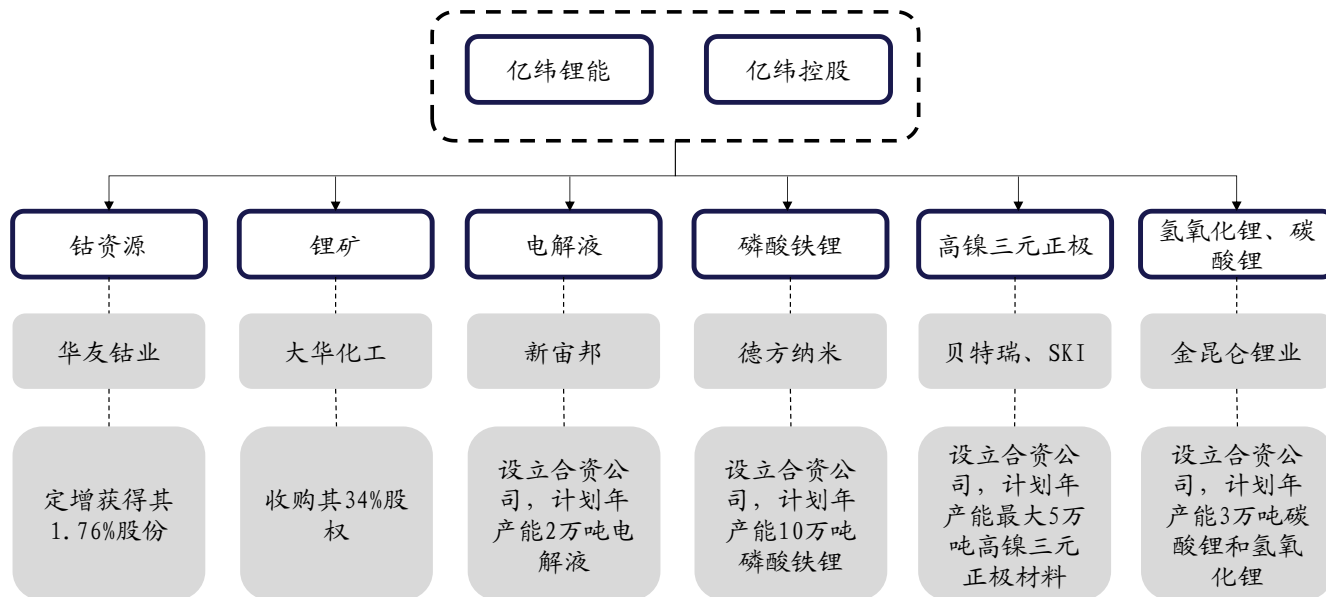 亿纬锂能
亿纬控股
钴资源
锂矿
电解液
磷酸铁锂
高镍三元正极
氢氧化锂、碳
酸锂
华友钴业
大华化工
新宙邦
德方纳米
贝特瑞、SKI
金昆仑锂业
定增获得其
1.76%股份
收购其34%股
权
设立合资公
司，计划年
产能2万吨电
解液
设立合资公
司，计划年
产能10万吨
磷酸铁锂
设立合资公
司，计划年
产能最大5万
吨高镍三元
正极材料
设立合资公
司，计划年
产能3万吨碳
酸锂和氢氧
化锂